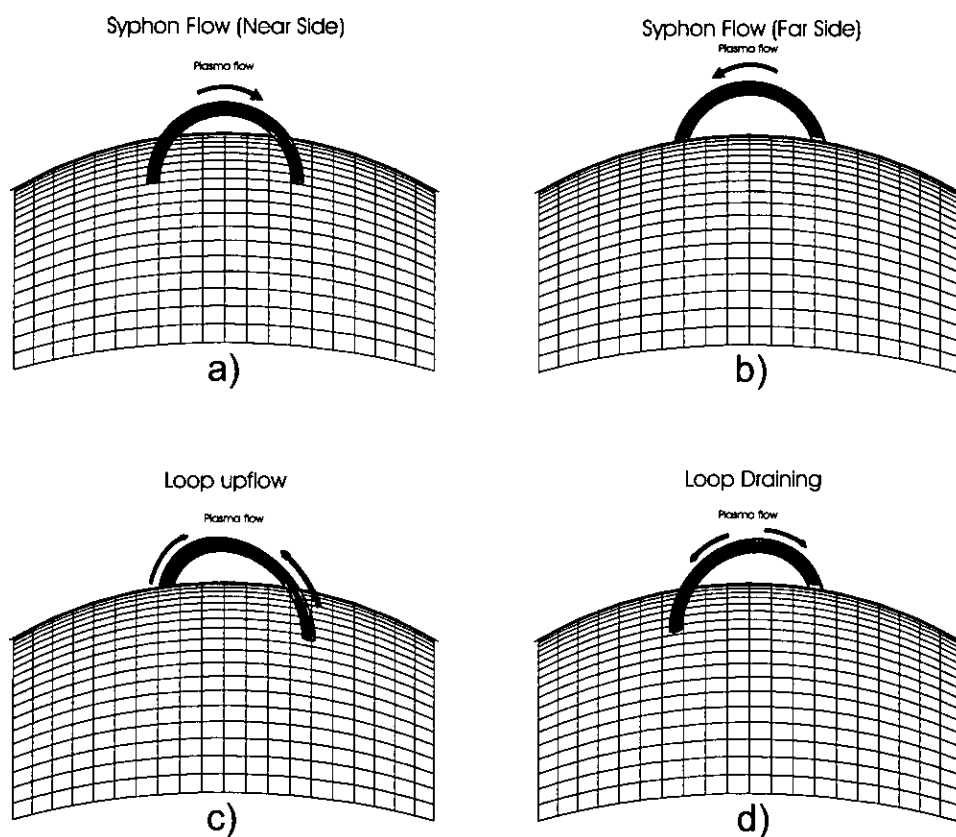 Syphon Flow (Near Side)
Plasma flow
a)
Syphon Flow (Far Side)
Plasma flow
b)
Loop upflow
Plasma flow
c)
Loop Draining
Plasma flow
d)